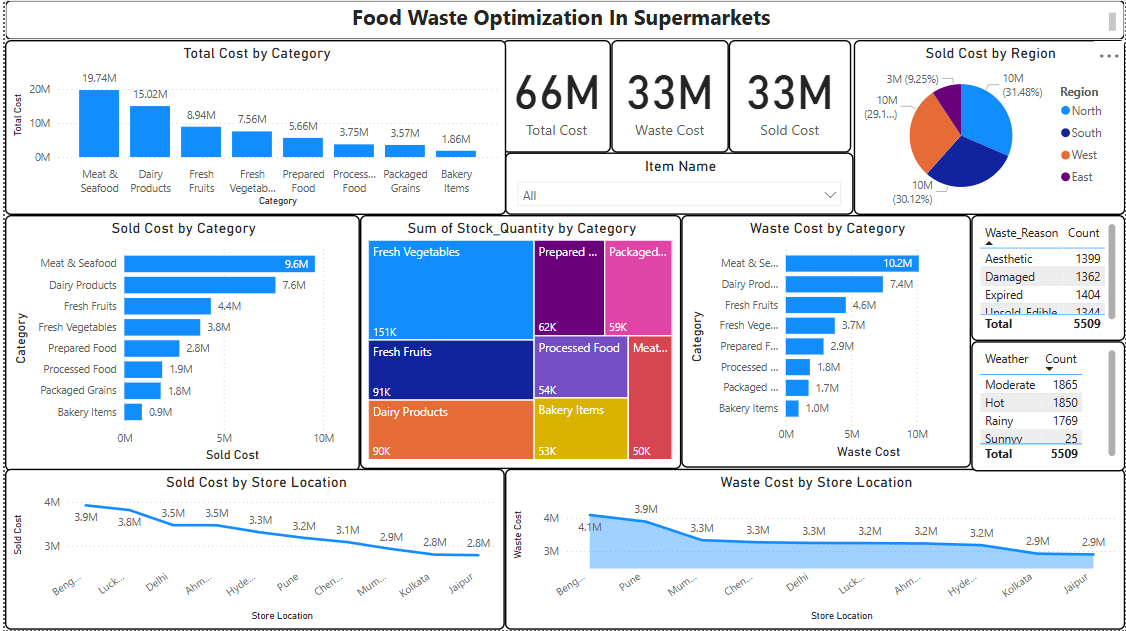 Food Waste Optimization In Supermarkets
Total Cost by Category
Total Cost
20M
10M
0M
19.74M
15.02M
8.94M
7.56M
5.66M
3.75M
3.57M
1.86M
Meat & Seafood
Dairy Products
Fresh Fruits
Fresh Vegetab...
Prepared Food
Process... Food
Packaged Grains
Bakery Items
Category
66M
Total Cost
33M
Waste Cost
33M
Sold Cost
Item Name
All
Sold Cost by Region
3M (9.25%)
10M (31.48%)
10M (29.1...)
10M (30.12%)
Region
North
South
West
East
Sold Cost by Category
Category
Meat & Seafood 9.6M
Dairy Products 7.6M
Fresh Fruits 4.4M
Fresh Vegetables 3.8M
Prepared Food 2.8M
Processed Food 1.9M
Packaged Grains 1.8M
Bakery Items 0.9M
0M 5M 10M
Sold Cost
Sum of Stock_Quantity by Category
Fresh Vegetables
151K
Fresh Fruits
91K
Dairy Products
90K
Prepared ...
62K
Packaged...
59K
Processed Food
54K
Bakery Items
53K
Meat...
50K
Waste Cost by Category
Category
Meat & Se... 10.2M
Dairy Prod... 7.4M
Fresh Fruits 4.6M
Fresh Vege... 3.7M
Prepared F... 2.9M
Processed ... 1.8M
Packaged ... 1.7M
Bakery Items 1.0M
0M 5M 10M
Waste Cost
Waste_Reason Count
Aesthetic 1399
Damaged 1362
Expired 1404
Unsold_Edible 1344
Total 5509
Weather Count
Moderate 1865
Hot 1850
Rainy 1769
Sunnyy 25
Total 5509
Sold Cost by Store Location
Sold Cost
4M
3M
3.9M
3.8M
3.5M
3.5M
3.3M
3.2M
3.1M
2.9M
2.8M
2.8M
Beng...
Luck...
Delhi
Ahm...
Hyde...
Pune
Chen...
Mum...
Kolkata
Jaipur
Store Location
Waste Cost by Store Location
Waste Cost
4M
3M
4.1M
3.9M
3.3M
3.3M
3.3M
3.2M
3.2M
3.2M
2.9M
2.9M
Beng...
Pune
Mum...
Chen...
Delhi
Luck...
Ahm...
Hyde...
Kolkata
Jaipur
Store Location